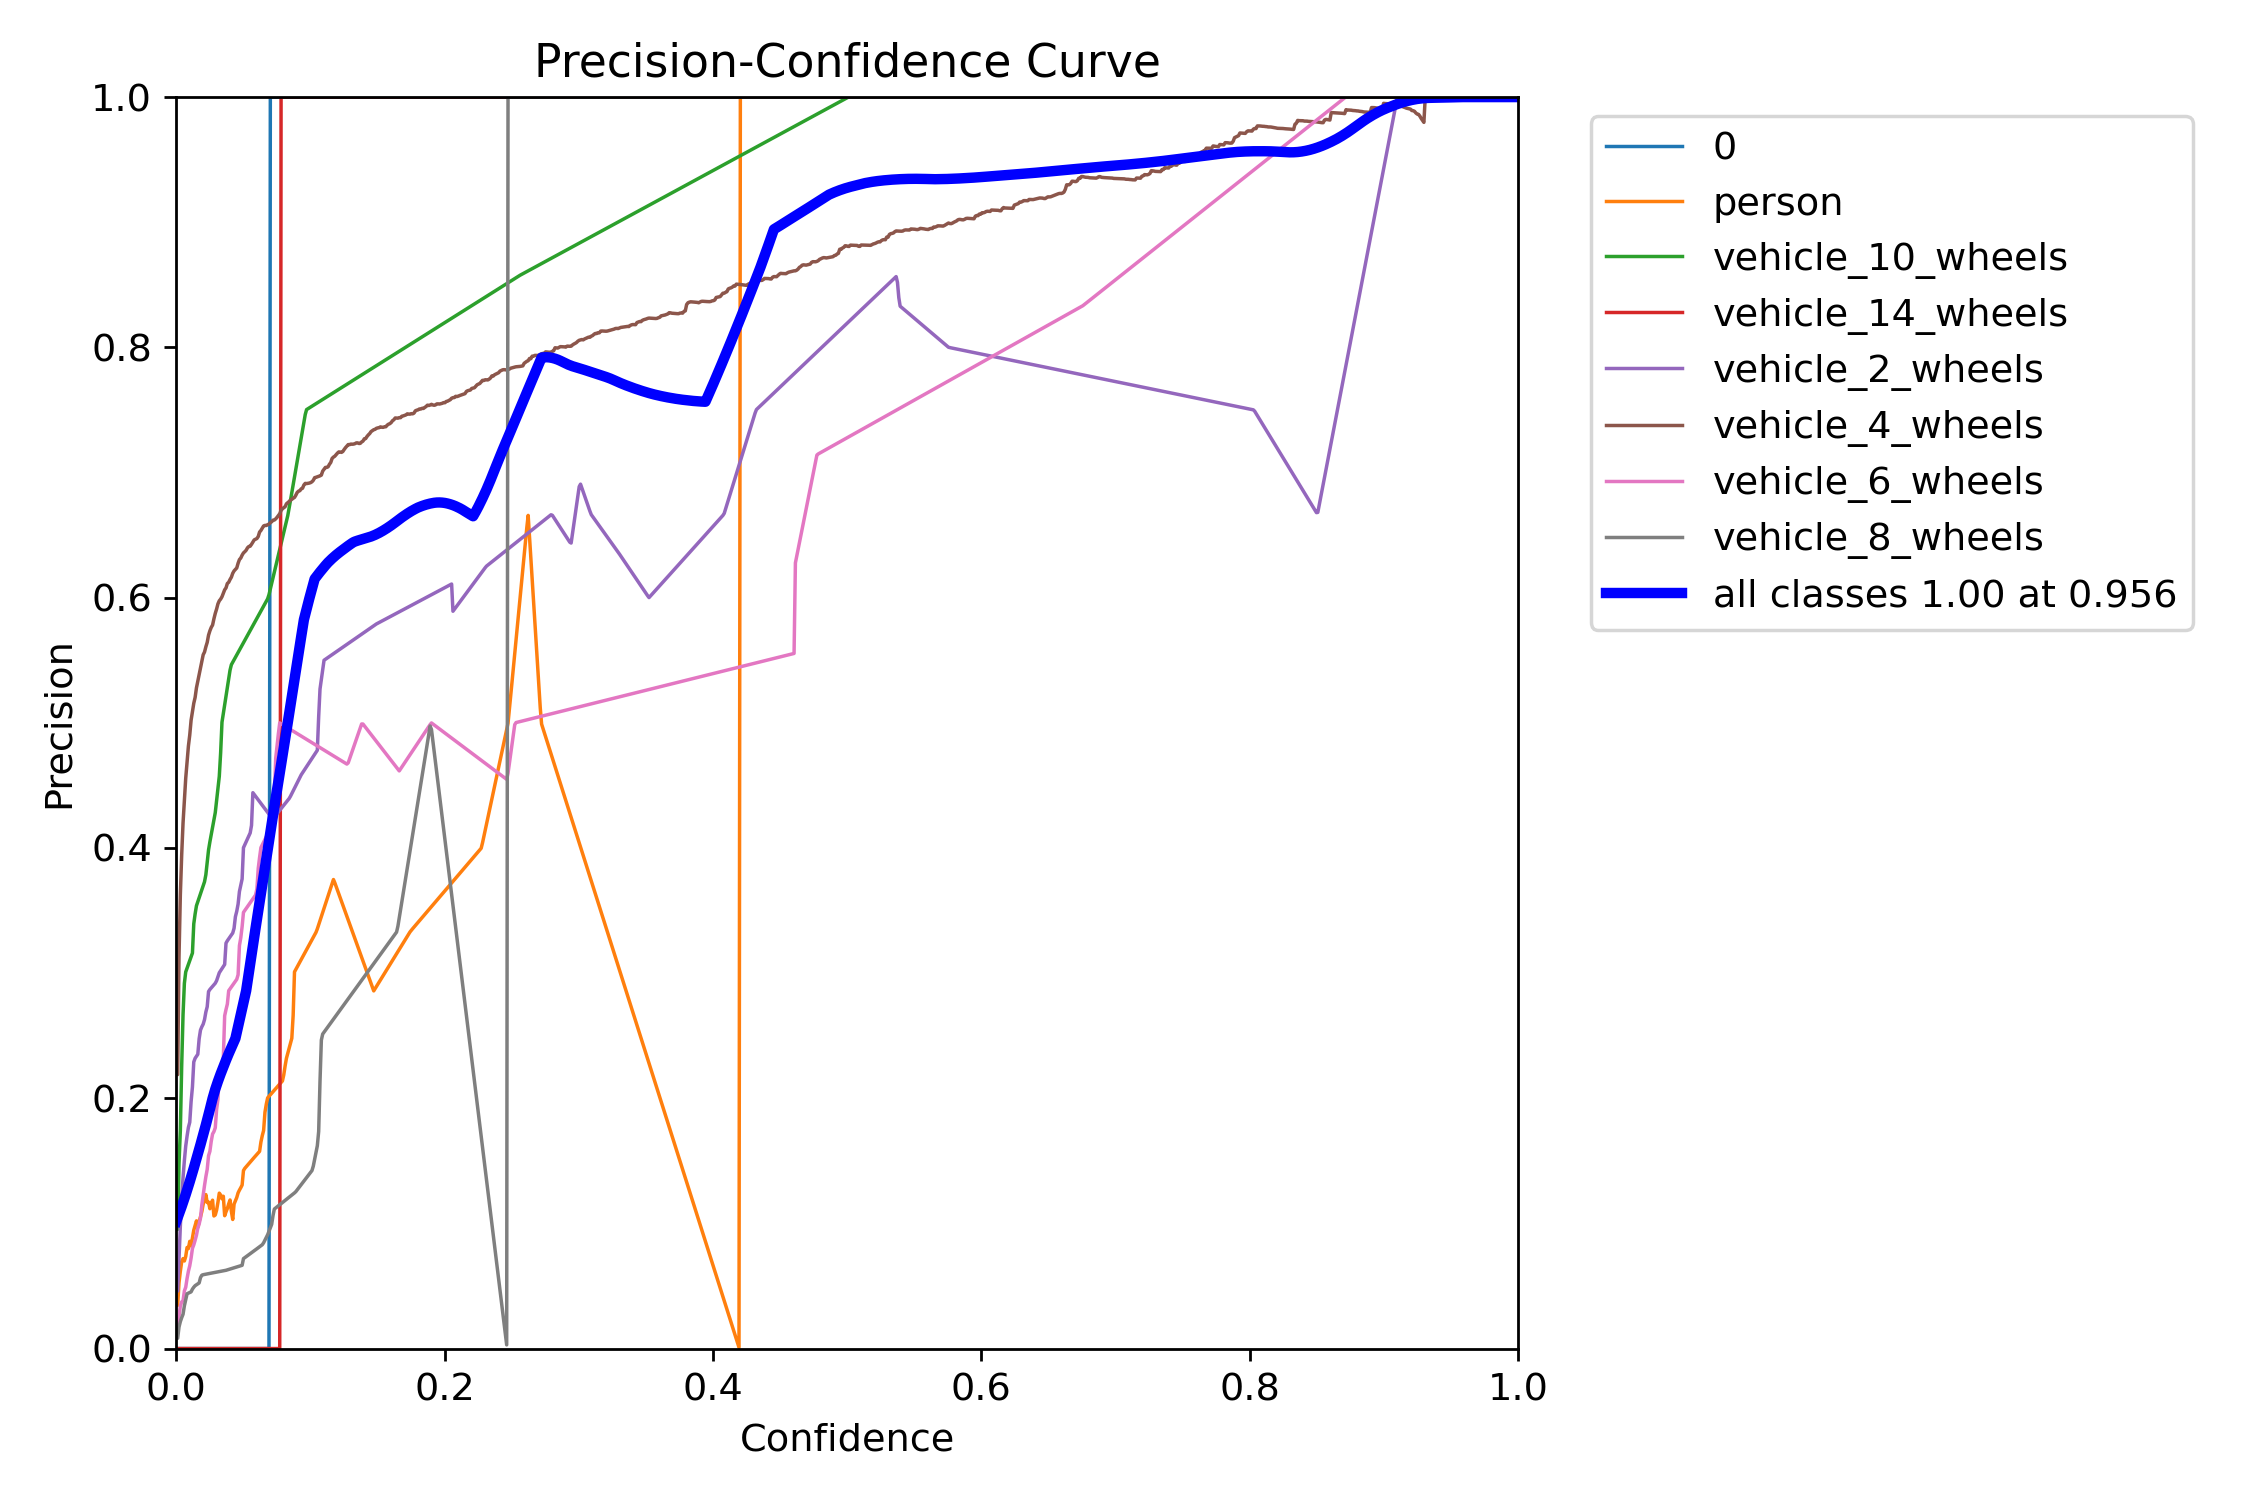 Precision-Confidence Curve
1.0
0.8
0.6
0.4
0.2
0.0
Precision
0.0 0.2 0.4 0.6 0.8 1.0
Confidence
0
person
vehicle_10_wheels
vehicle_14_wheels
vehicle_2_wheels
vehicle_4_wheels
vehicle_6_wheels
vehicle_8_wheels
all classes 1.00 at 0.956